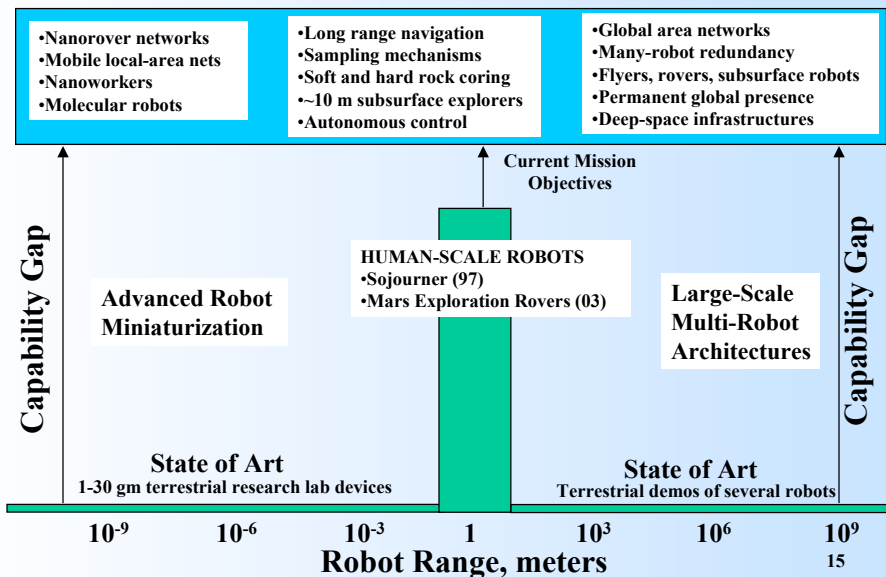 •Nanorover networks
•Mobile local-area nets
•Nanoworkers
•Molecular robots
•Long range navigation
•Sampling mechanisms
•Soft and hard rock coring
•~10 m subsurface explorers
•Autonomous control
•Global area networks
•Many-robot redundancy
•Flyers, rovers, subsurface robots
•Permanent global presence
•Deep-space infrastructures
Current Mission
Objectives
Capability Gap
HUMAN-SCALE ROBOTS
•Sojourner (97)
•Mars Exploration Rovers (03)
Advanced Robot
Miniaturization
Large-Scale
Multi-Robot
Architectures
Capability Gap
State of Art
1-30 gm terrestrial research lab devices
State of Art
Terrestrial demos of several robots
10⁻⁹ 10⁻⁶ 10⁻³ 1 10³ 10⁶ 10⁹
Robot Range, meters
15